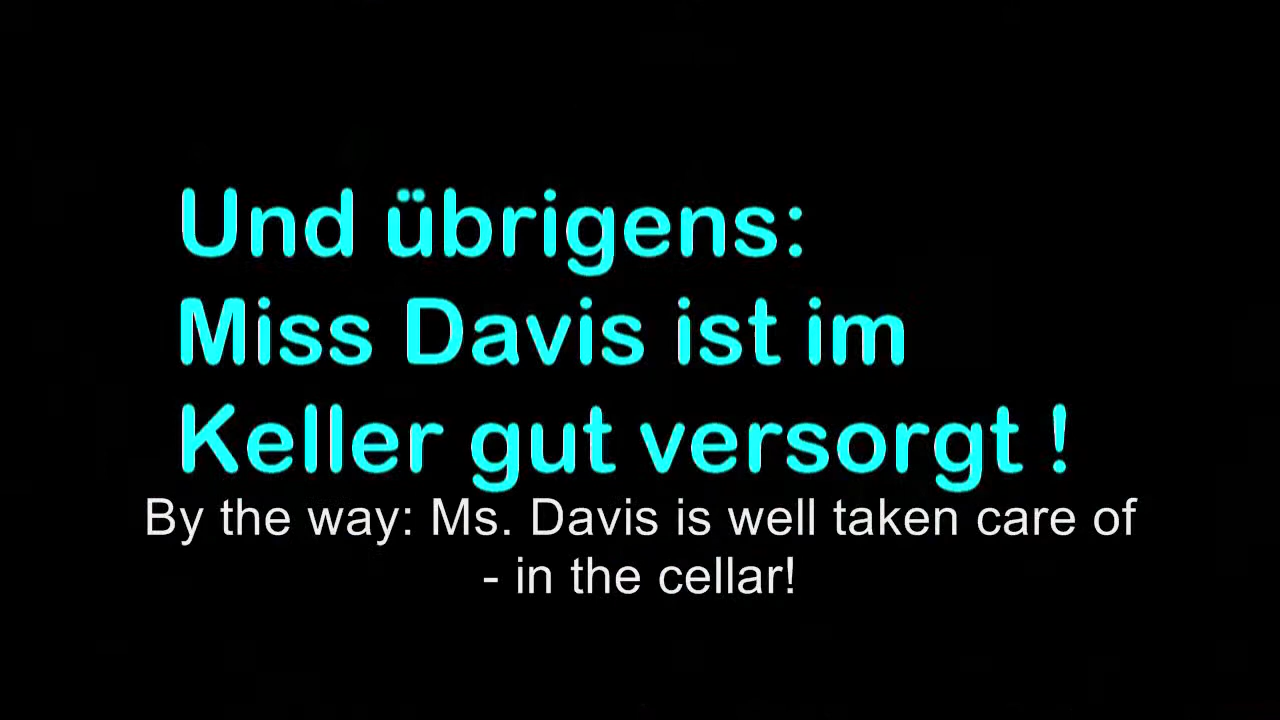 Und übrigens:
Miss Davis ist im
Keller gut versorgt !
By the way: Ms. Davis is well taken care of
- in the cellar!